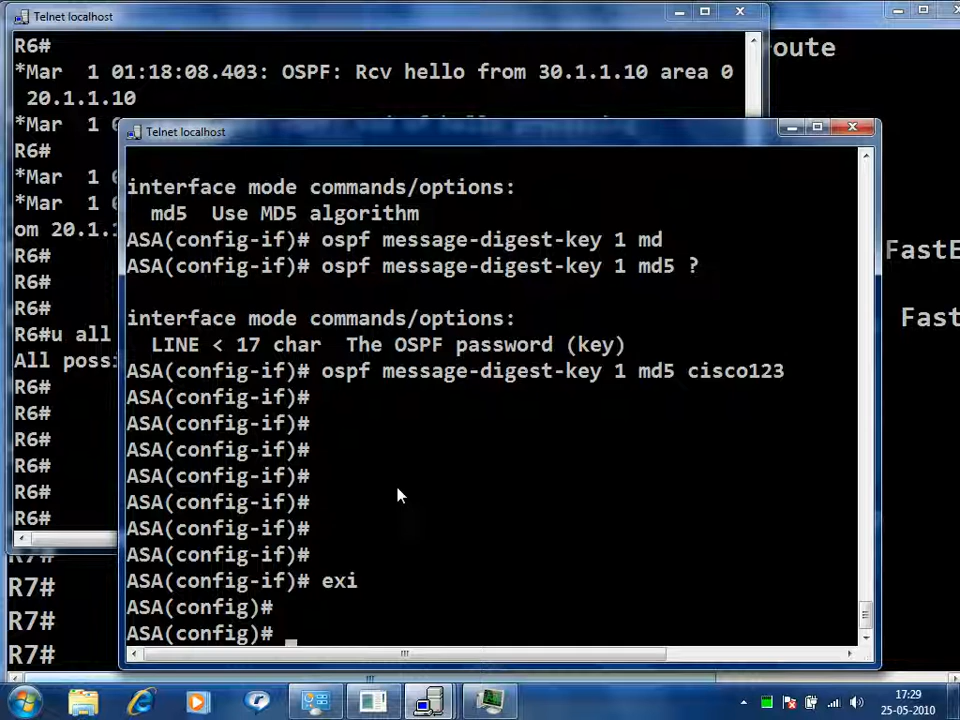 Telnet localhost
R6#
*Mar  1 01:18:08.403: OSPF: Rcv hello from 30.1.1.10 area 0
 20.1.1.10
*Mar  1
R6#
*Mar  1
*Mar  1
om 20.1.1
R6#
R6#
R6#
R6#u all
All poss
R6#
R6#
R6#
R6#
R6#
R6#
oute
FastE
Fast
Telnet localhost
interface mode commands/options:
  md5  Use MD5 algorithm
ASA(config-if)# ospf message-digest-key 1 md
ASA(config-if)# ospf message-digest-key 1 md5 ?
interface mode commands/options:
  LINE < 17 char  The OSPF password (key)
ASA(config-if)# ospf message-digest-key 1 md5 cisco123
ASA(config-if)#
ASA(config-if)#
ASA(config-if)#
ASA(config-if)#
ASA(config-if)#
ASA(config-if)#
ASA(config-if)#
ASA(config-if)# exi
ASA(config)#
ASA(config)#
R7#
R7#
R7#
R7#
17:29
25-05-2010